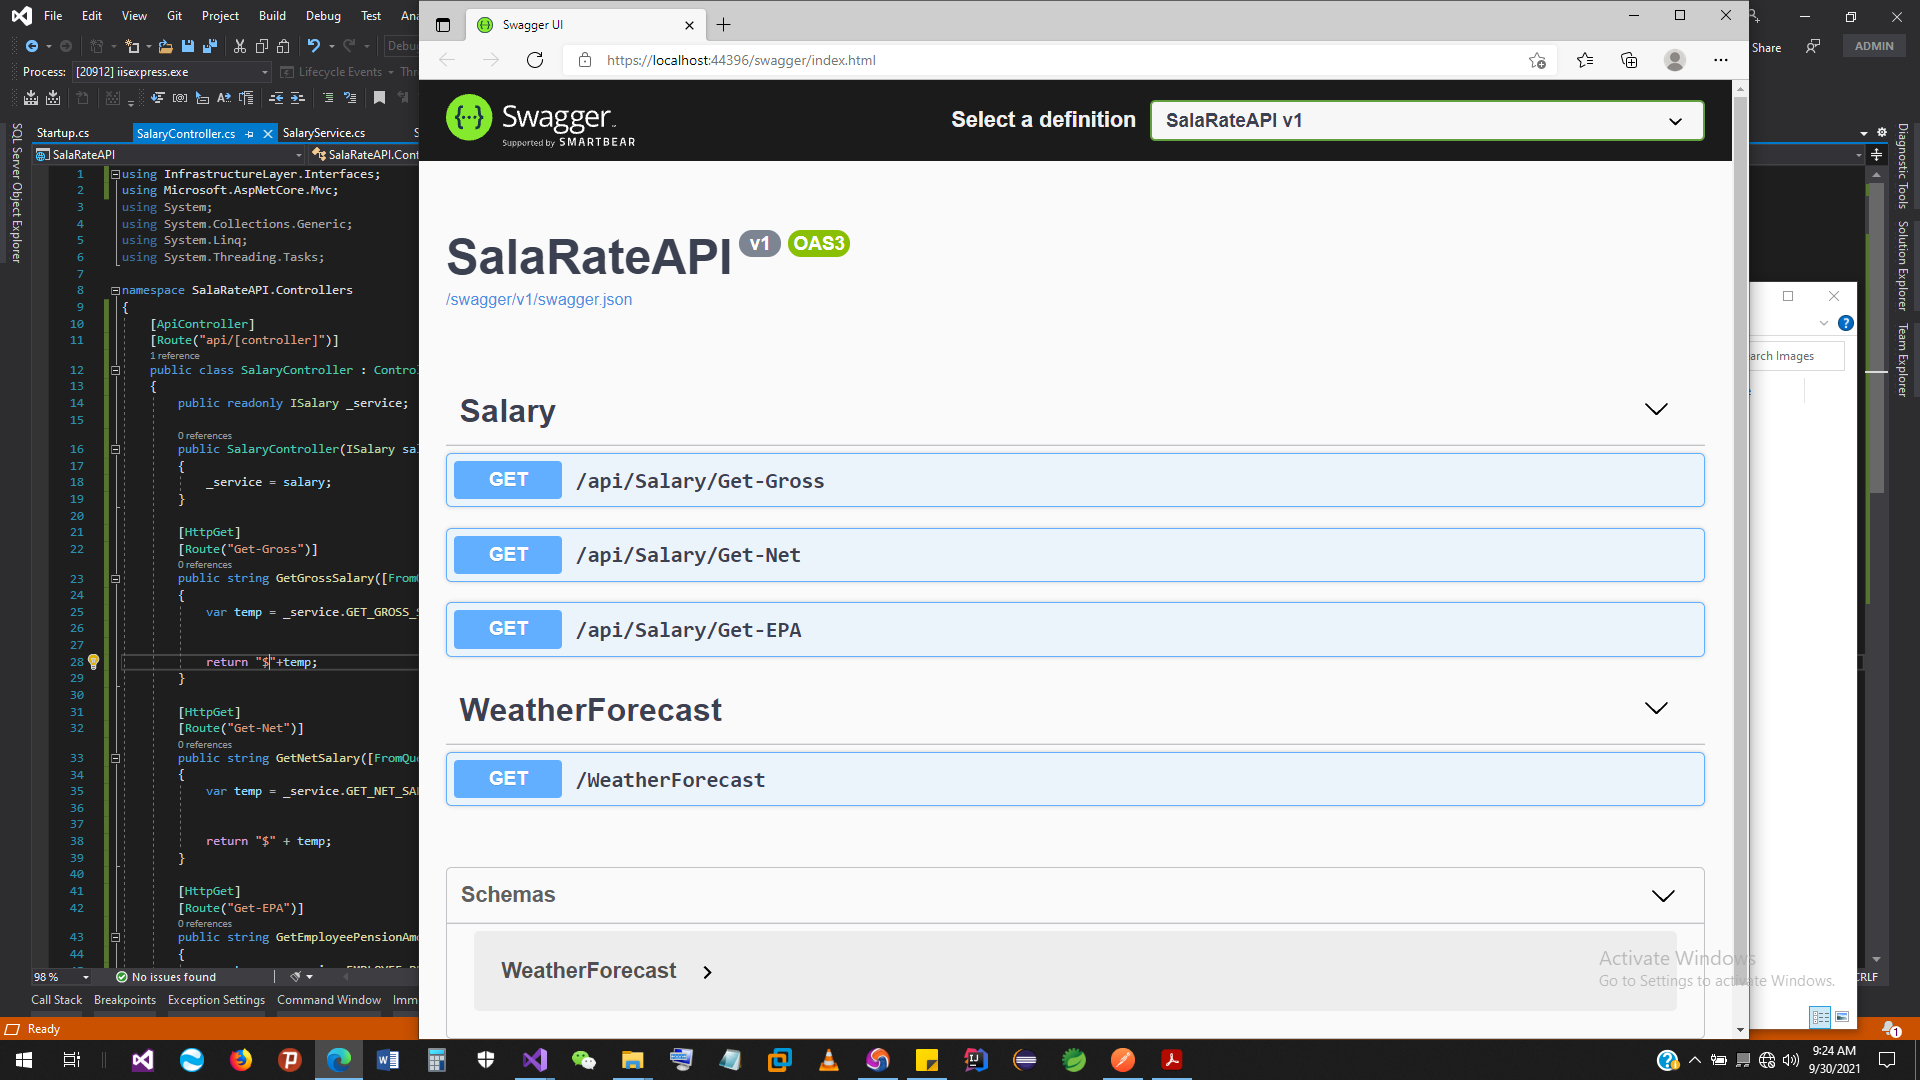 File Edit View Git Project Build Debug Test Ana
Debu
Process: [20912] iisexpress.exe Lifecycle Events Thr
Startup.cs SalaryController.cs SalaryService.cs S
SalaRateAPI SalaRateAPI.Cont
SQL Server Object Explorer
1 using InfrastructureLayer.Interfaces;
2 using Microsoft.AspNetCore.Mvc;
3 using System;
4 using System.Collections.Generic;
5 using System.Linq;
6 using System.Threading.Tasks;
7
8 namespace SalaRateAPI.Controllers
9 {
10 [ApiController]
11 [Route("api/[controller]")]
1 reference
12 public class SalaryController : Contro
13 {
14 public readonly ISalary _service;
15
0 references
16 public SalaryController(ISalary sa
17 {
18 _service = salary;
19 }
20
21 [HttpGet]
22 [Route("Get-Gross")]
0 references
23 public string GetGrossSalary([From
24 {
25 var temp = _service.GET_GROSS_S
26
27
28 return "$"+temp;
29 }
30
31 [HttpGet]
32 [Route("Get-Net")]
0 references
33 public string GetNetSalary([FromQu
34 {
35 var temp = _service.GET_NET_SA
36
37
38 return "$" + temp;
39 }
40
41 [HttpGet]
42 [Route("Get-EPA")]
0 references
43 public string GetEmployeePensionAm
44 {
98 % No issues found
Call Stack Breakpoints Exception Settings Command Window Imm
Ready
Swagger UI
https://localhost:44396/swagger/index.html
Swagger
Supported by SMARTBEAR
Select a definition
SalaRateAPI v1
SalaRateAPI v1 OAS3
/swagger/v1/swagger.json
Salary
GET /api/Salary/Get-Gross
GET /api/Salary/Get-Net
GET /api/Salary/Get-EPA
WeatherForecast
GET /WeatherForecast
Schemas
WeatherForecast
Share ADMIN
Diagnostic Tools
Solution Explorer
Team Explorer
arch Images
Activate Windows
Go to Settings to activate Windows.
CRLF
1
9:24 AM
9/30/2021